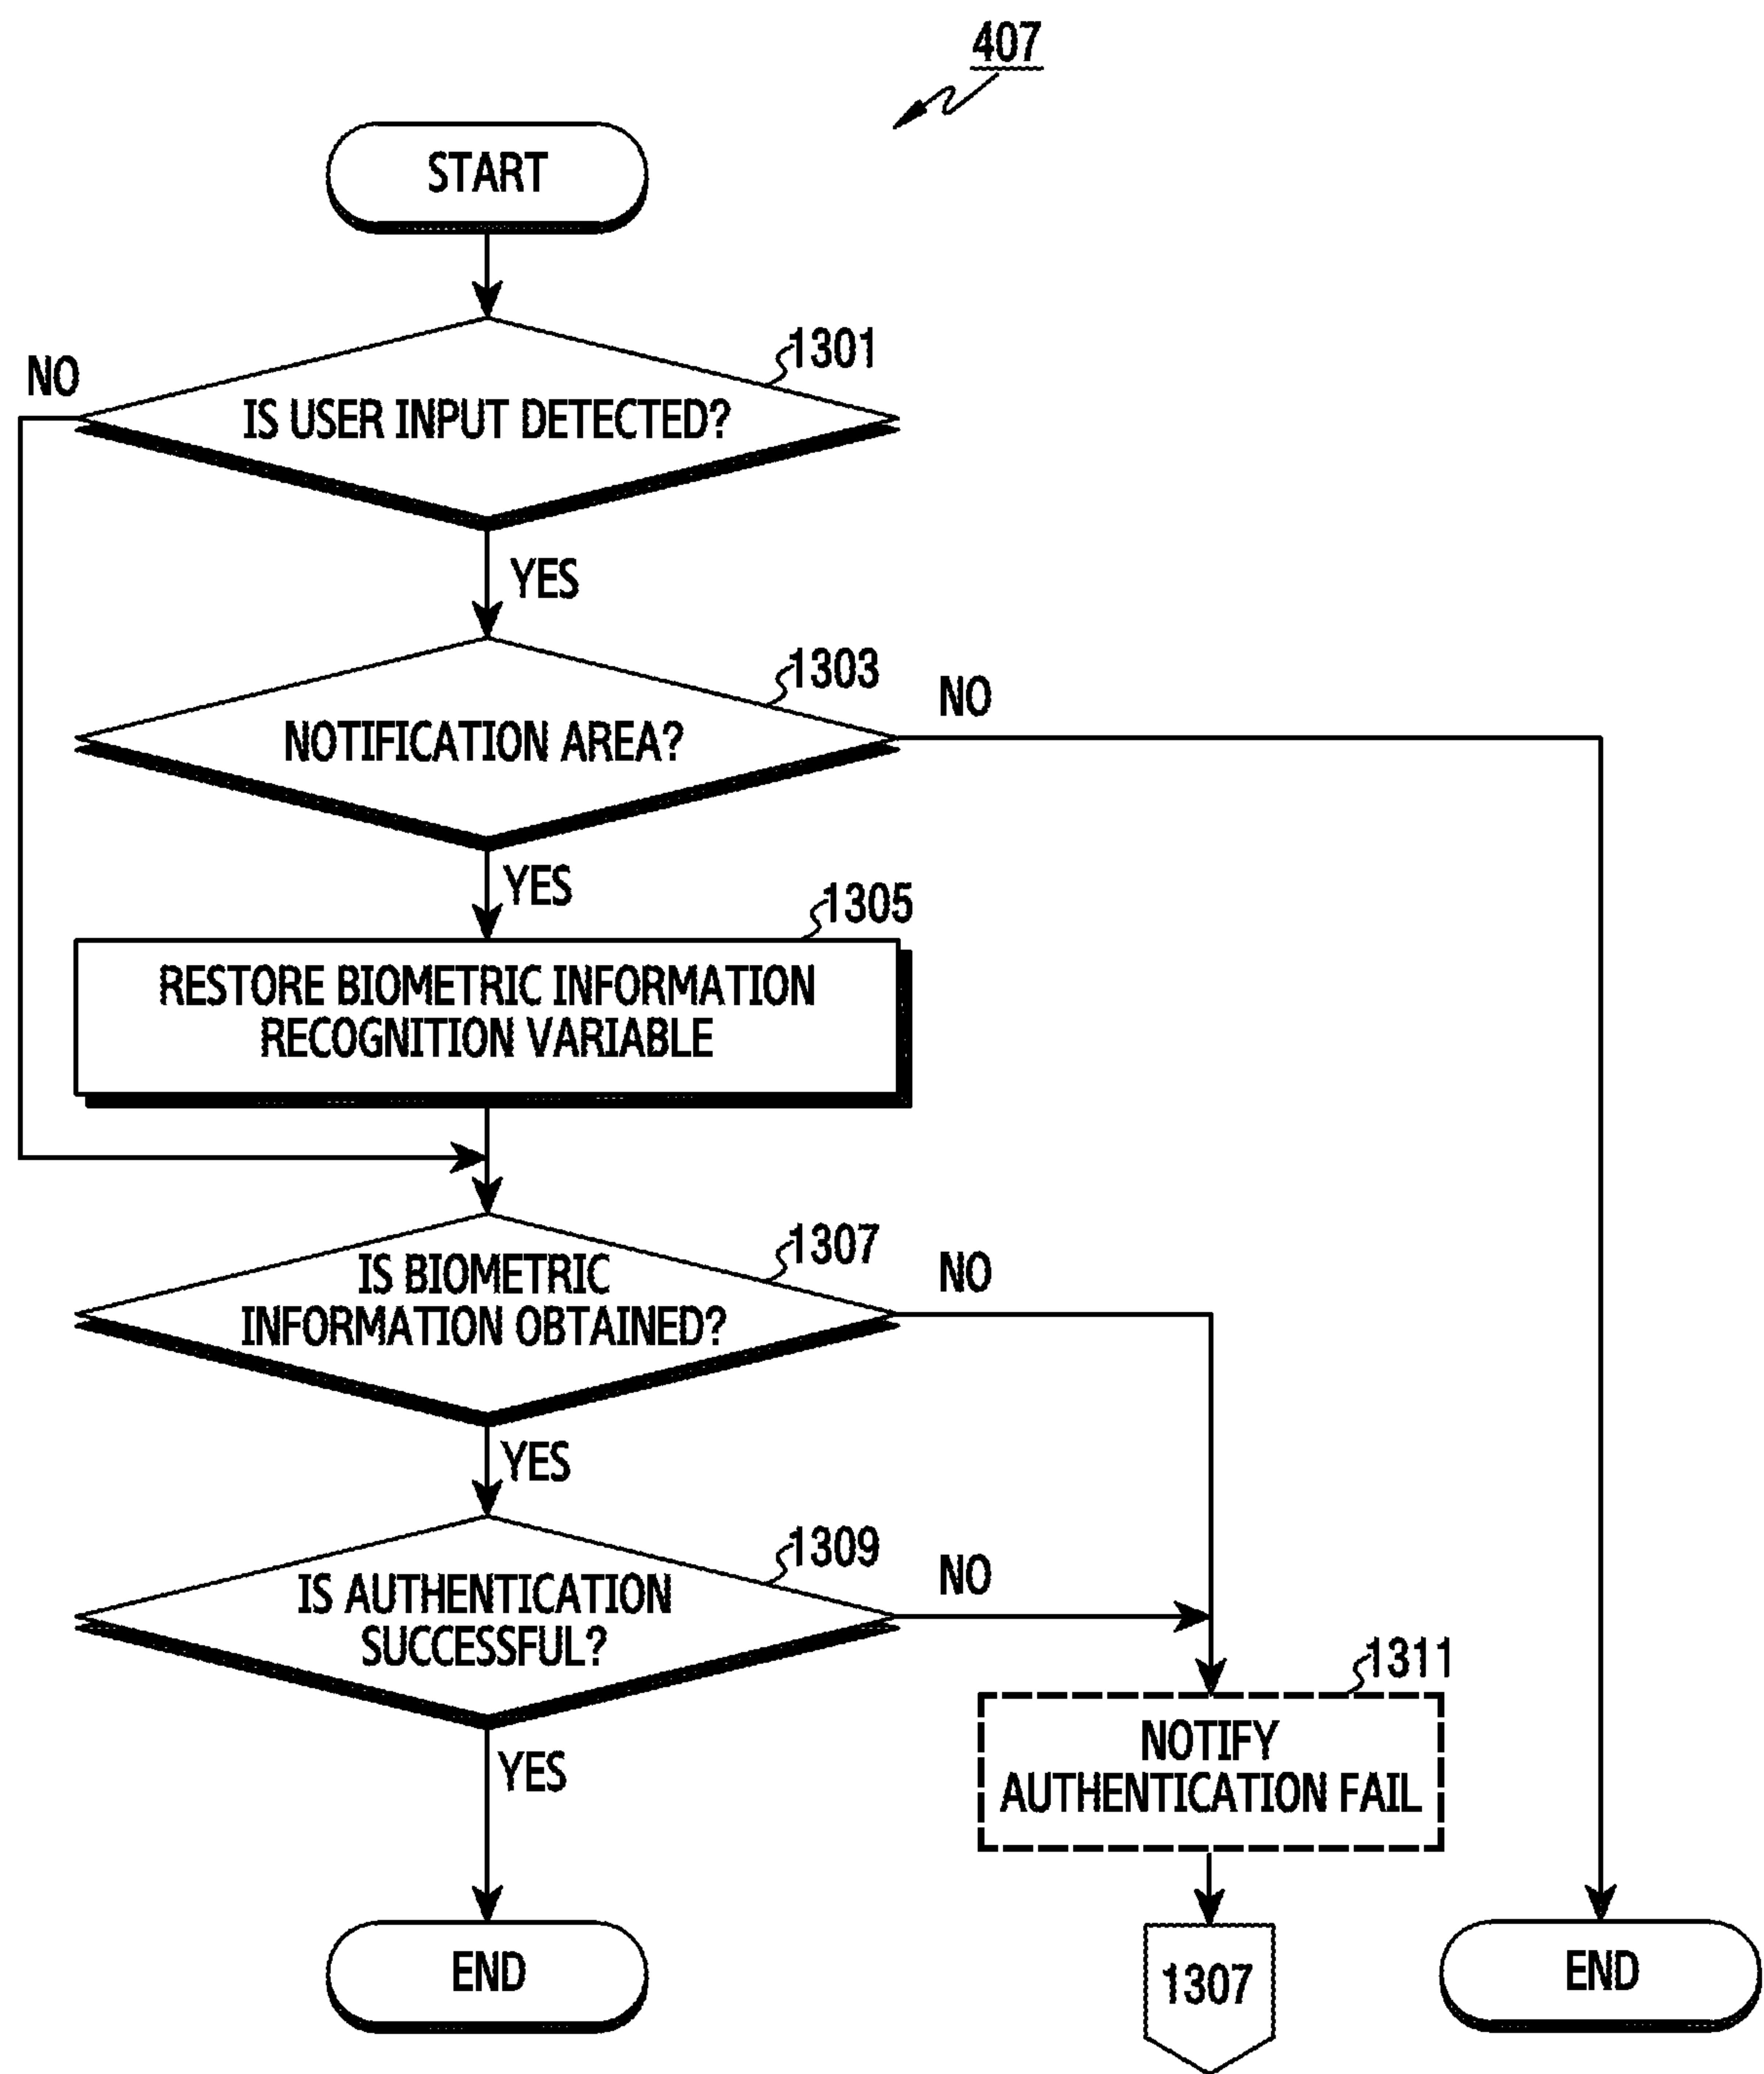 407
START
1301
NO
IS USER INPUT DETECTED?
YES
1303
NO
NOTIFICATION AREA?
YES
1305
RESTORE BIOMETRIC INFORMATION
RECOGNITION VARIABLE
1307
NO
IS BIOMETRIC
INFORMATION OBTAINED?
YES
1309
NO
IS AUTHENTICATION
SUCCESSFUL?
YES
1311
NOTIFY
AUTHENTICATION FAIL
END
1307
END